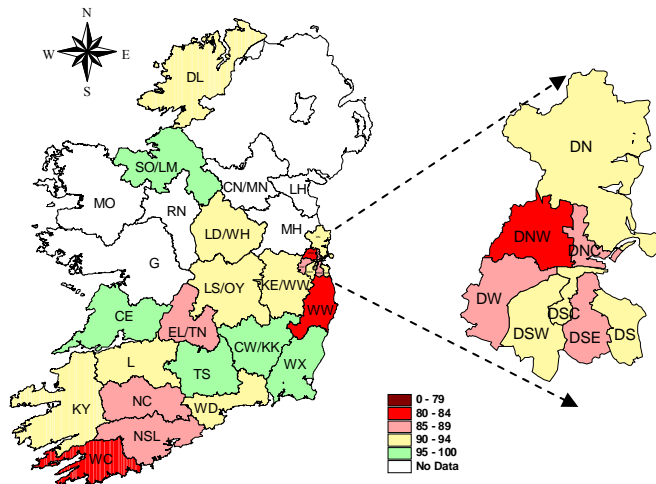 N
W E
S
DL
SO/LM
MO
RN
CN/MN
LH
MH
LD/WH
G
LS/OY
KE/WW
WW
CE
EL/TN
CW/KK
L
TS
WX
KY
NC
WD
NSL
WC
DN
DNW
DNC
DW
DSC
DSW
DSE
DS
0 - 79
80 - 84
85 - 89
90 - 94
95 - 100
No Data